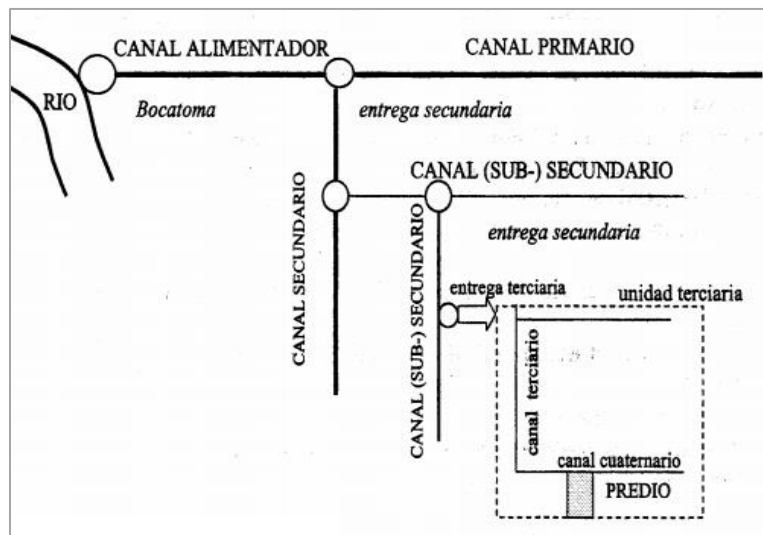 CANAL ALIMENTADOR
CANAL PRIMARIO
RIO
Bocatoma
entrega secundaria
CANAL (SUB-) SECUNDARIO
CANAL SECUNDARIO
CANAL (SUB-) SECUNDARIO
entrega secundaria
entrega terciaria
unidad terciaria
canal terciario
canal cuaternario
PREDIO